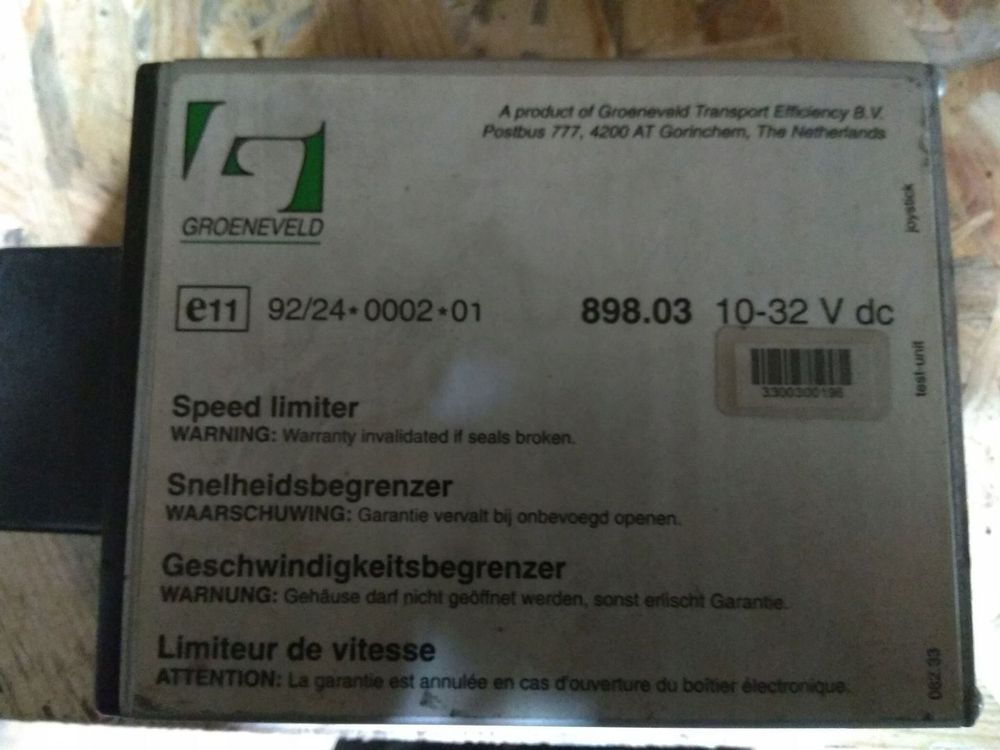 A product of Groeneveld Transport Efficiency B.V.
Postbus 777, 4200 AT Gorinchem, The Netherlands
GROENEVELD
joystick
e11 92/24*0002*01 898.03 10-32 V dc
test-unit
3300300196
Speed limiter
WARNING: Warranty invalidated if seals broken.
Snelheidsbegrenzer
WAARSCHUWING: Garantie vervalt bij onbevoegd openen.
Geschwindigkeitsbegrenzer
WARNUNG: Gehäuse darf nicht geöffnet werden, sonst erlischt Garantie.
Limiteur de vitesse
ATTENTION: La garantie est annulée en cas d'ouverture du boîtier électronique.
082.33